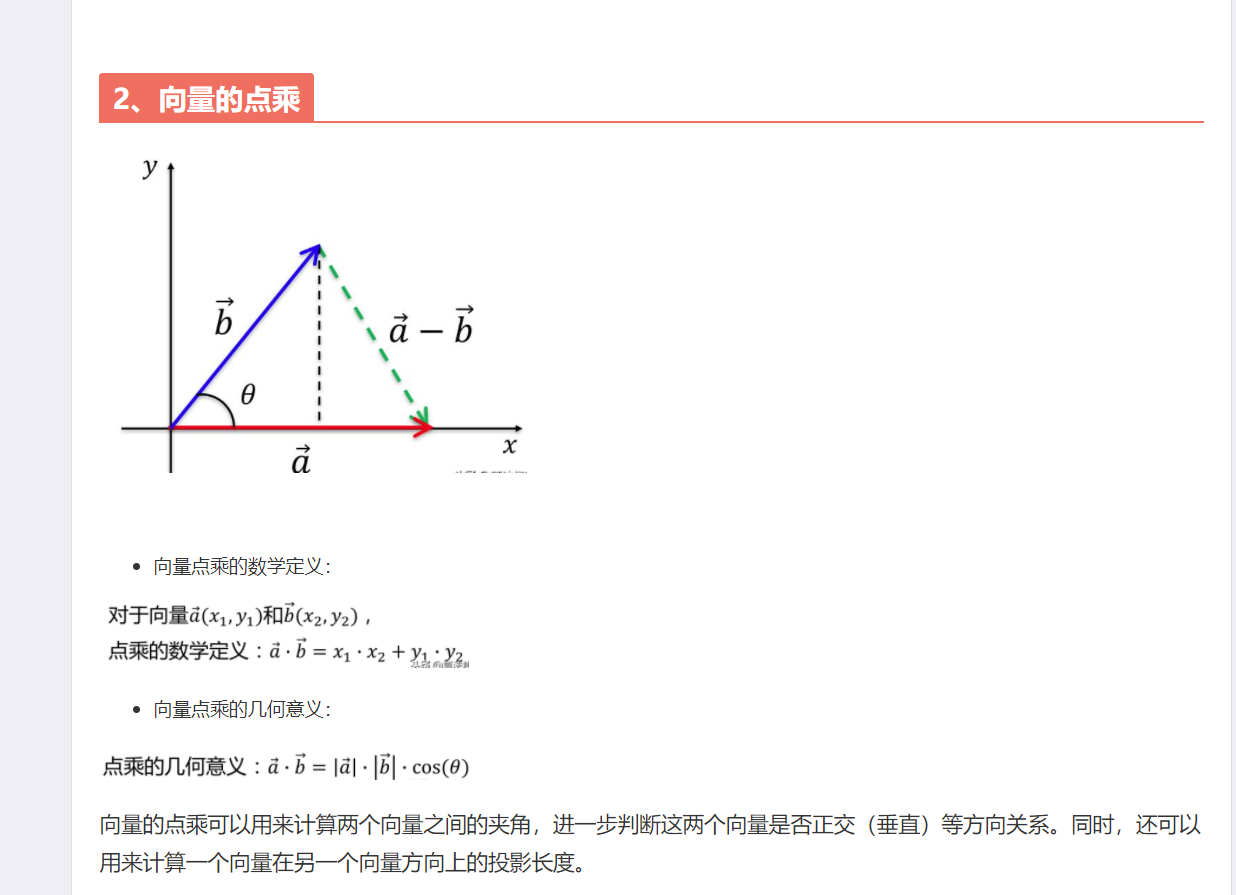 2、向量的点乘
y
b⃗
a⃗ − b⃗
θ
x
a⃗
向量点乘的数学定义：
对于向量a⃗(x₁, y₁)和b⃗(x₂, y₂)，
点乘的数学定义：a⃗ · b⃗ = x₁ · x₂ + y₁ · y₂
向量点乘的几何意义：
点乘的几何意义：a⃗ · b⃗ = |a⃗| · |b⃗| · cos(θ)
向量的点乘可以用来计算两个向量之间的夹角，进一步判断这两个向量是否正交（垂直）等方向关系。同时，还可以
用来计算一个向量在另一个向量方向上的投影长度。